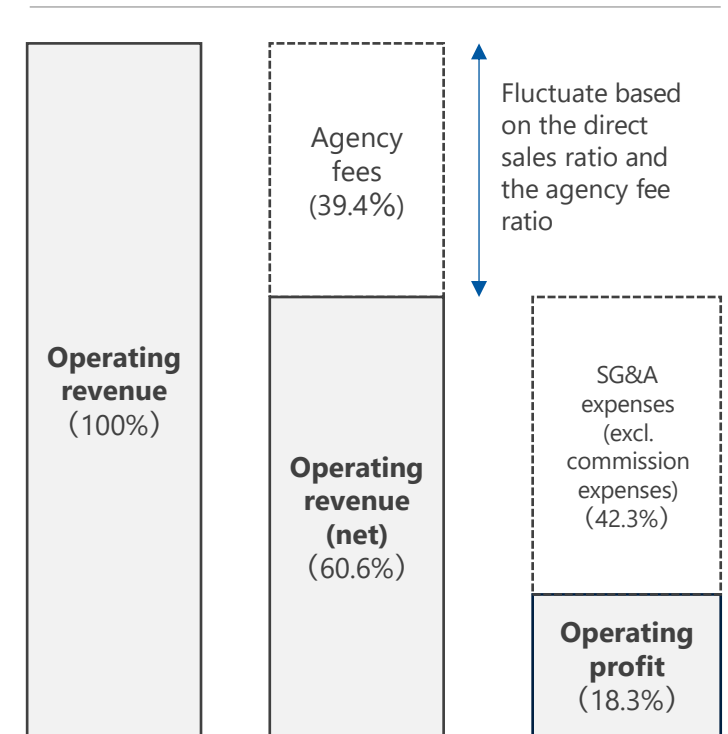 Operating
revenue
（100%）
Agency
fees
(39.4%)
Operating
revenue
(net)
（60.6%）
Fluctuate based
on the direct
sales ratio and
the agency fee
ratio
SG&A
expenses
(excl.
commission
expenses)
（42.3%）
Operating
profit
（18.3%）